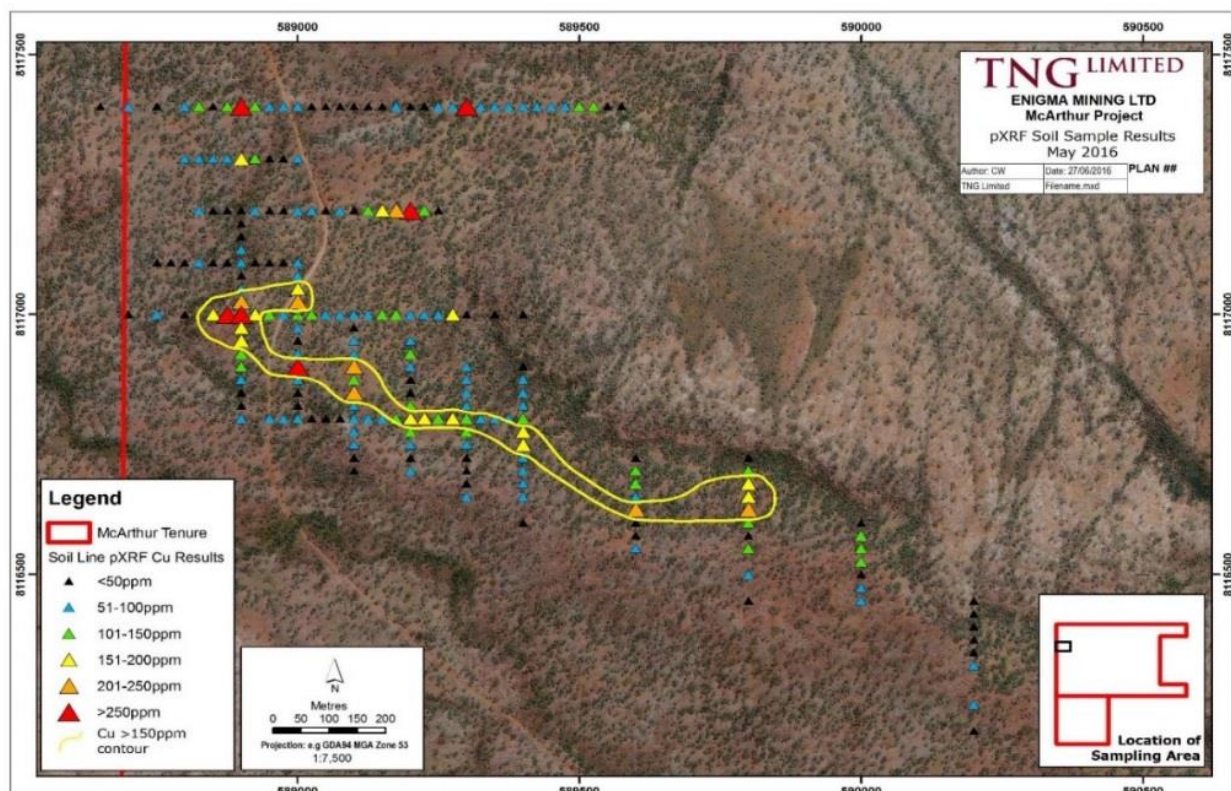 589000 589500 590000 590500
8117500 8117500
TNG LIMITED
ENIGMA MINING LTD
McArthur Project
pXRF Soil Sample Results
May 2016
Author: CW Date: 27/06/2016 PLAN ##
TNG Limited Filename.mxd
8117000 8117000
Legend
McArthur Tenure
Soil Line pXRF Cu Results
<50ppm
51-100ppm
101-150ppm
151-200ppm
201-250ppm
>250ppm
Cu >150ppm
contour
8116500 8116500
N
Metres
0 50 100 150 200
Projection: e.g GDA94 MGA Zone 53
1:7,500
Location of
Sampling Area
589000 589500 590000 590500